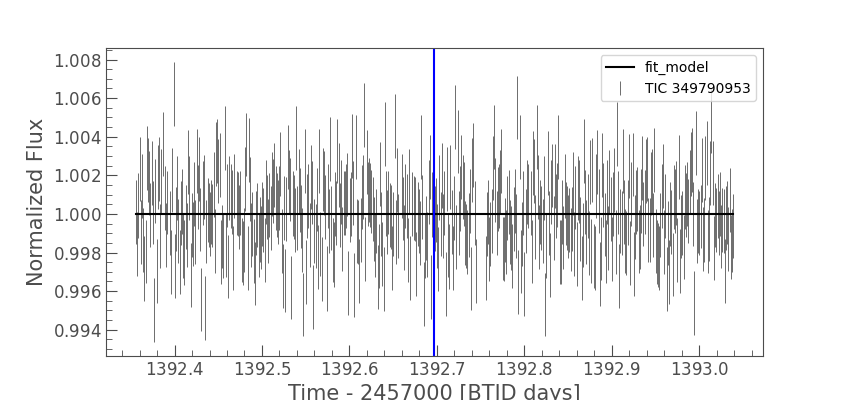 1.008
1.006
1.004
1.002
1.000
0.998
0.996
0.994
Normalized Flux
fit_model
TIC 349790953
1392.4 1392.5 1392.6 1392.7 1392.8 1392.9 1393.0
Time - 2457000 [BTJD days]